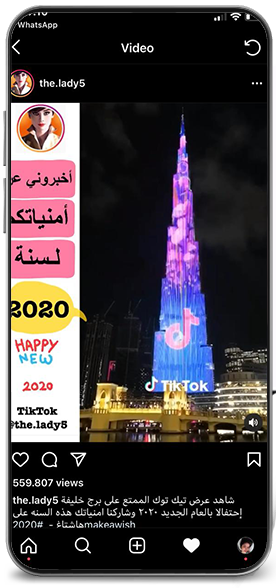 WhatsApp
Video
the.lady5
أخبروني عن
أمنياتكم
لسنة
2020
HAPPY
NEW
2020
TikTok
@the.lady5
TikTok
559.807 views
the.lady5 شاهد عرض تيك توك الممتع على برج خليفة
إحتفالا بالعام الجديد ٢٠٢٠ وشاركنا امنياتك هذه السنه على
هاشتاغ - #2020makeawish